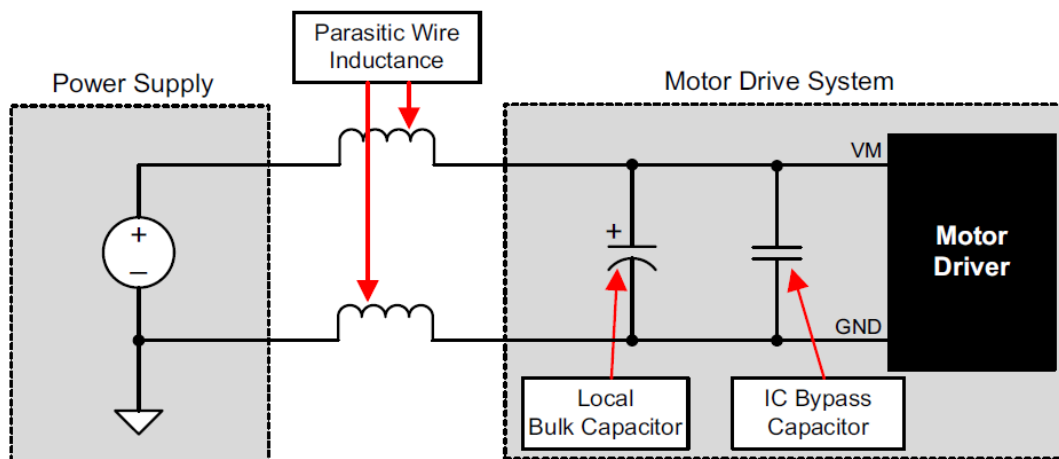 Parasitic Wire
Inductance
Power Supply
Motor Drive System
VM
+
–
+
Motor
Driver
GND
Local
Bulk Capacitor
IC Bypass
Capacitor